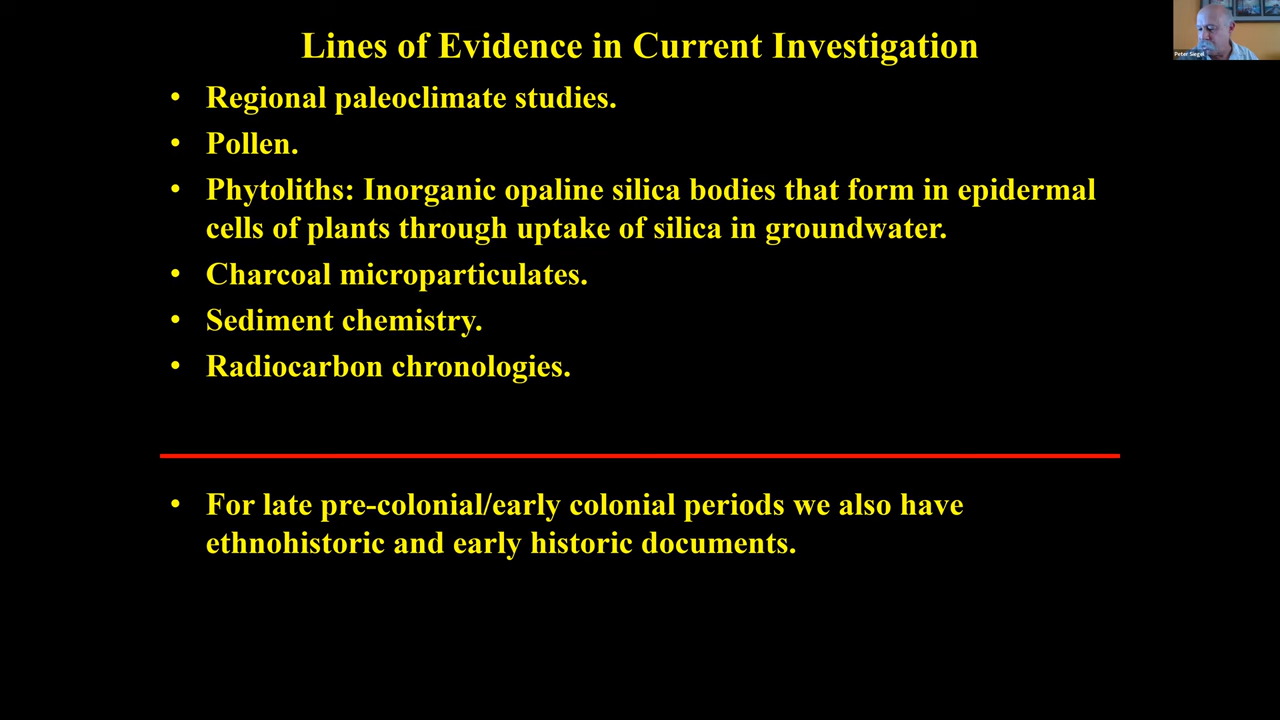 Lines of Evidence in Current Investigation
Peter Siegel
• Regional paleoclimate studies.
• Pollen.
• Phytoliths: Inorganic opaline silica bodies that form in epidermal
cells of plants through uptake of silica in groundwater.
• Charcoal microparticulates.
• Sediment chemistry.
• Radiocarbon chronologies.
• For late pre-colonial/early colonial periods we also have
ethnohistoric and early historic documents.